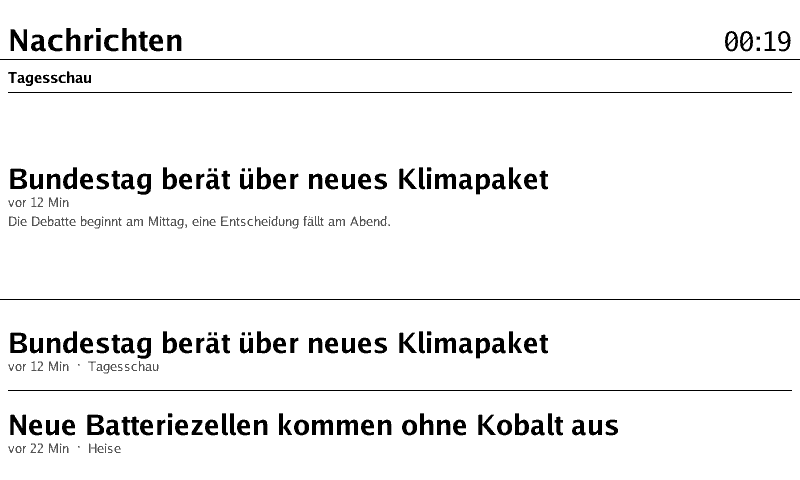 Nachrichten 00:19
Tagesschau
Bundestag berät über neues Klimapaket
vor 12 Min
Die Debatte beginnt am Mittag, eine Entscheidung fällt am Abend.
Bundestag berät über neues Klimapaket
vor 12 Min · Tagesschau
Neue Batteriezellen kommen ohne Kobalt aus
vor 22 Min · Heise